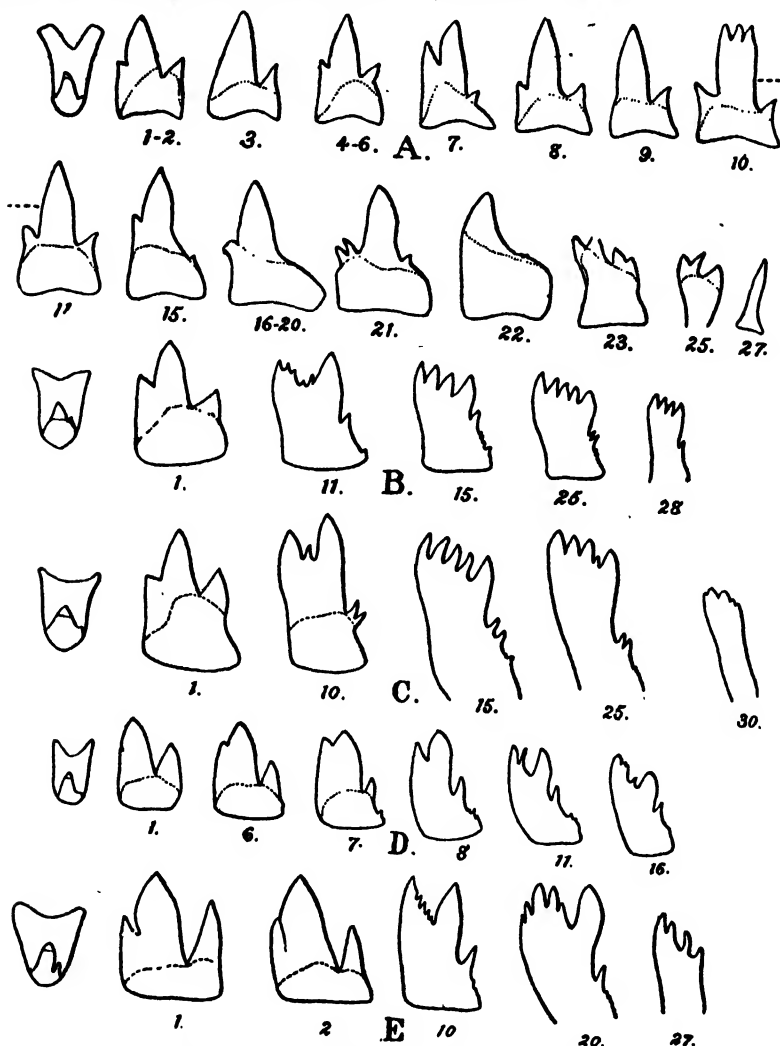 1-2. 3. 4-6. A. 7. 8. 9. 10.
11 15. 16-20. 21. 22. 23. 25. 27.
1. 11. B. 15. 26. 28
1. 10. C. 15. 25. 30.
1. 6. 7. D. 8 11. 16.
1. 2 E 10 20. 27.